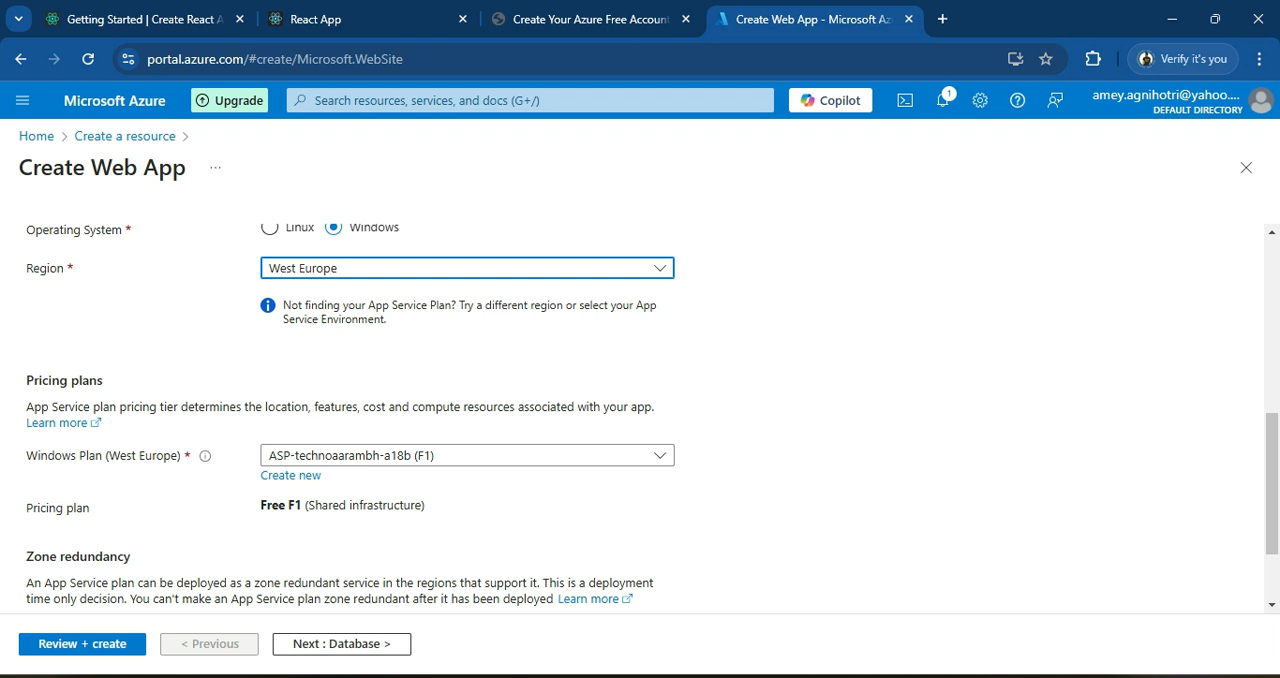 Getting Started | Create React A
React App
Create Your Azure Free Account
Create Web App - Microsoft Az
portal.azure.com/#create/Microsoft.WebSite
Verify it's you
Microsoft Azure
Upgrade
Search resources, services, and docs (G+/)
Copilot
1
amey.agnihotri@yahoo....
DEFAULT DIRECTORY
Home > Create a resource >
Create Web App ...
Operating System *
Linux
Windows
Region *
West Europe
Not finding your App Service Plan? Try a different region or select your App
Service Environment.
Pricing plans
App Service plan pricing tier determines the location, features, cost and compute resources associated with your app.
Learn more
Windows Plan (West Europe) *
ASP-technoaarambh-a18b (F1)
Create new
Pricing plan
Free F1 (Shared infrastructure)
Zone redundancy
An App Service plan can be deployed as a zone redundant service in the regions that support it. This is a deployment
time only decision. You can't make an App Service plan zone redundant after it has been deployed Learn more
Review + create
< Previous
Next : Database >